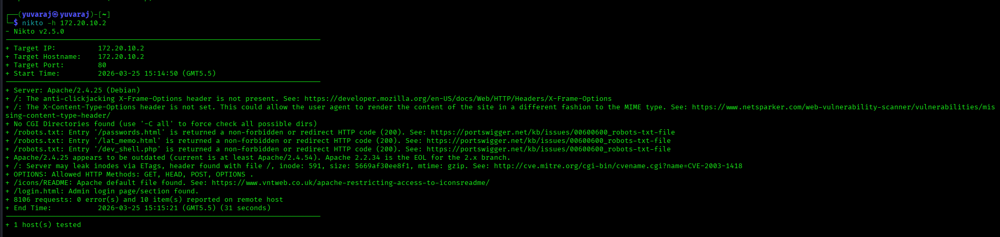 ┌──(yuvaraj㉿yuvaraj)-[~]
└─$ nikto -h 172.20.10.2
- Nikto v2.5.0
---------------------------------------------------------------------------
+ Target IP:          172.20.10.2
+ Target Hostname:    172.20.10.2
+ Target Port:        80
+ Start Time:         2026-03-25 15:14:50 (GMT5.5)
---------------------------------------------------------------------------
+ Server: Apache/2.4.25 (Debian)
+ /: The anti-clickjacking X-Frame-Options header is not present. See: https://developer.mozilla.org/en-US/docs/Web/HTTP/Headers/X-Frame-Options
+ /: The X-Content-Type-Options header is not set. This could allow the user agent to render the content of the site in a different fashion to the MIME type. See: https://www.netsparker.com/web-vulnerability-scanner/vulnerabilities/mis
sing-content-type-header/
+ No CGI Directories found (use '-C all' to force check all possible dirs)
+ /robots.txt: Entry '/passwords.html' is returned a non-forbidden or redirect HTTP code (200). See: https://portswigger.net/kb/issues/00600600_robots-txt-file
+ /robots.txt: Entry '/lat_memo.html' is returned a non-forbidden or redirect HTTP code (200). See: https://portswigger.net/kb/issues/00600600_robots-txt-file
+ /robots.txt: Entry '/dev_shell.php' is returned a non-forbidden or redirect HTTP code (200). See: https://portswigger.net/kb/issues/00600600_robots-txt-file
+ Apache/2.4.25 appears to be outdated (current is at least Apache/2.4.54). Apache 2.2.34 is the EOL for the 2.x branch.
+ /: Server may leak inodes via ETags, header found with file /, inode: 591, size: 5669af30ee8f1, mtime: gzip. See: http://cve.mitre.org/cgi-bin/cvename.cgi?name=CVE-2003-1418
+ OPTIONS: Allowed HTTP Methods: GET, HEAD, POST, OPTIONS .
+ /icons/README: Apache default file found. See: https://www.vntweb.co.uk/apache-restricting-access-to-iconsreadme/
+ /login.html: Admin login page/section found.
+ 8106 requests: 0 error(s) and 10 item(s) reported on remote host
+ End Time:           2026-03-25 15:15:21 (GMT5.5) (31 seconds)
---------------------------------------------------------------------------
+ 1 host(s) tested